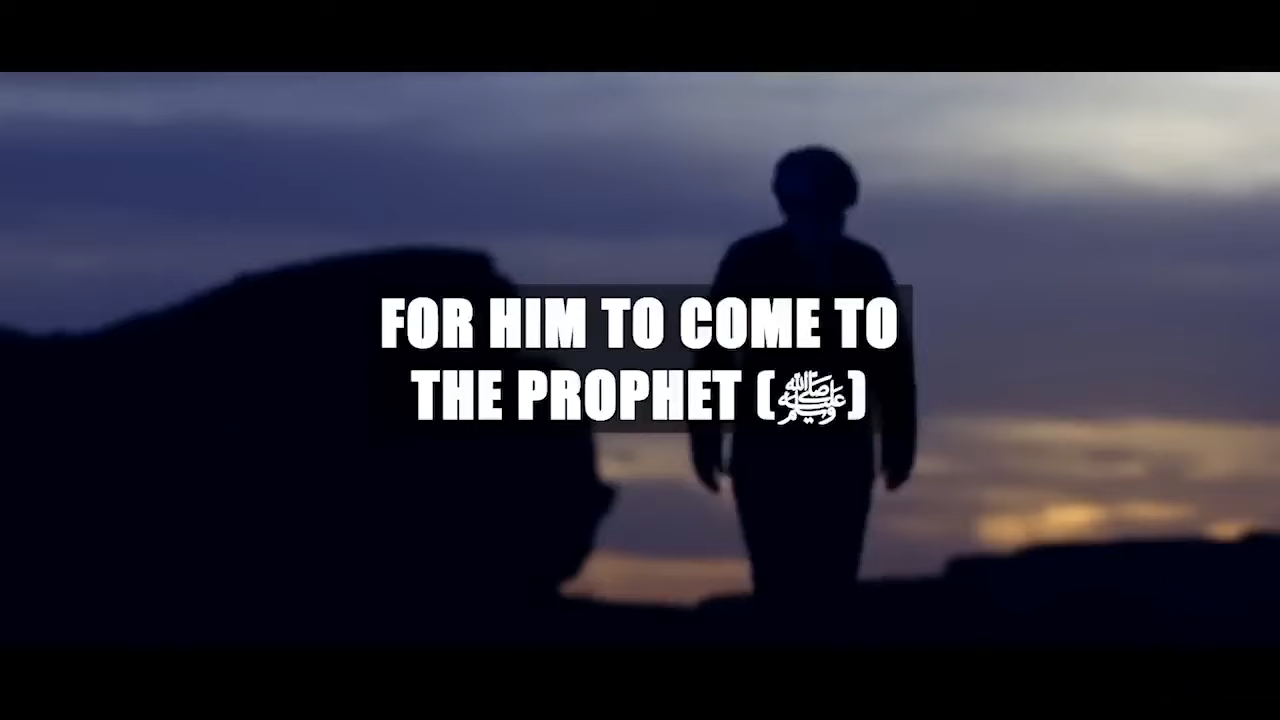 FOR HIM TO COME TO
THE PROPHET (ﷺ)